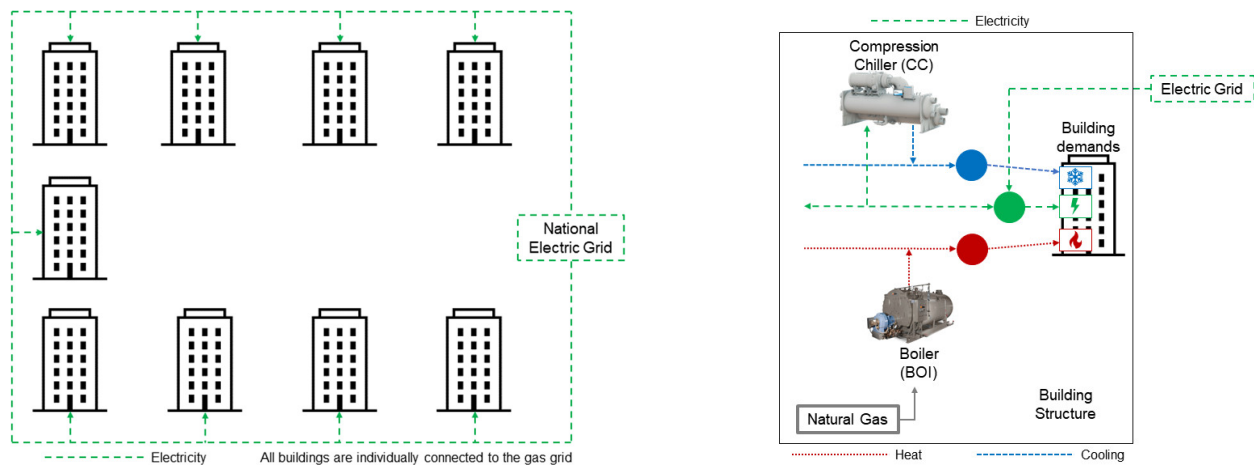 National
Electric Grid
Electricity
All buildings are individually connected to the gas grid
Electricity
Compression
Chiller (CC)
Electric Grid
Building
demands
Boiler
(BOI)
Building
Structure
Natural Gas
Heat
Cooling